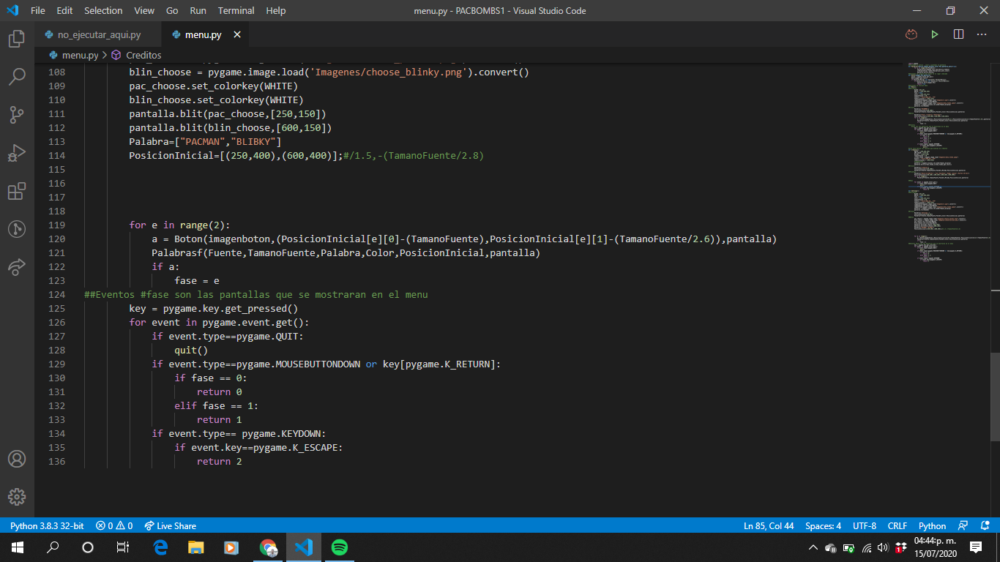 File Edit Selection View Go Run Terminal Help menu.py - PACBOMBS1 - Visual Studio Code
no_ejecutar_aqui.py menu.py
menu.py > Creditos
108 blin_choose = pygame.image.load('Imagenes/choose_blinky.png').convert()
109 pac_choose.set_colorkey(WHITE)
110 blin_choose.set_colorkey(WHITE)
111 pantalla.blit(pac_choose,[250,150])
112 pantalla.blit(blin_choose,[600,150])
113 Palabra=["PACMAN","BLIBKY"]
114 PosicionInicial=[(250,400),(600,400)];#/1.5,-(TamanoFuente/2.8)
115
116
117
118
119 for e in range(2):
120 a = Boton(imagenboton,(PosicionInicial[e][0]-(TamanoFuente),PosicionInicial[e][1]-(TamanoFuente/2.6)),pantalla)
121 Palabrasf(Fuente,TamanoFuente,Palabra,Color,PosicionInicial,pantalla)
122 if a:
123 fase = e
124 ##Eventos #fase son las pantallas que se mostraran en el menu
125 key = pygame.key.get_pressed()
126 for event in pygame.event.get():
127 if event.type==pygame.QUIT:
128 quit()
129 if event.type==pygame.MOUSEBUTTONDOWN or key[pygame.K_RETURN]:
130 if fase == 0:
131 return 0
132 elif fase == 1:
133 return 1
134 if event.type== pygame.KEYDOWN:
135 if event.key==pygame.K_ESCAPE:
136 return 2
Python 3.8.3 32-bit 0 0 Live Share Ln 85, Col 44 Spaces: 4 UTF-8 CRLF Python
04:44 p. m.
15/07/2020
1